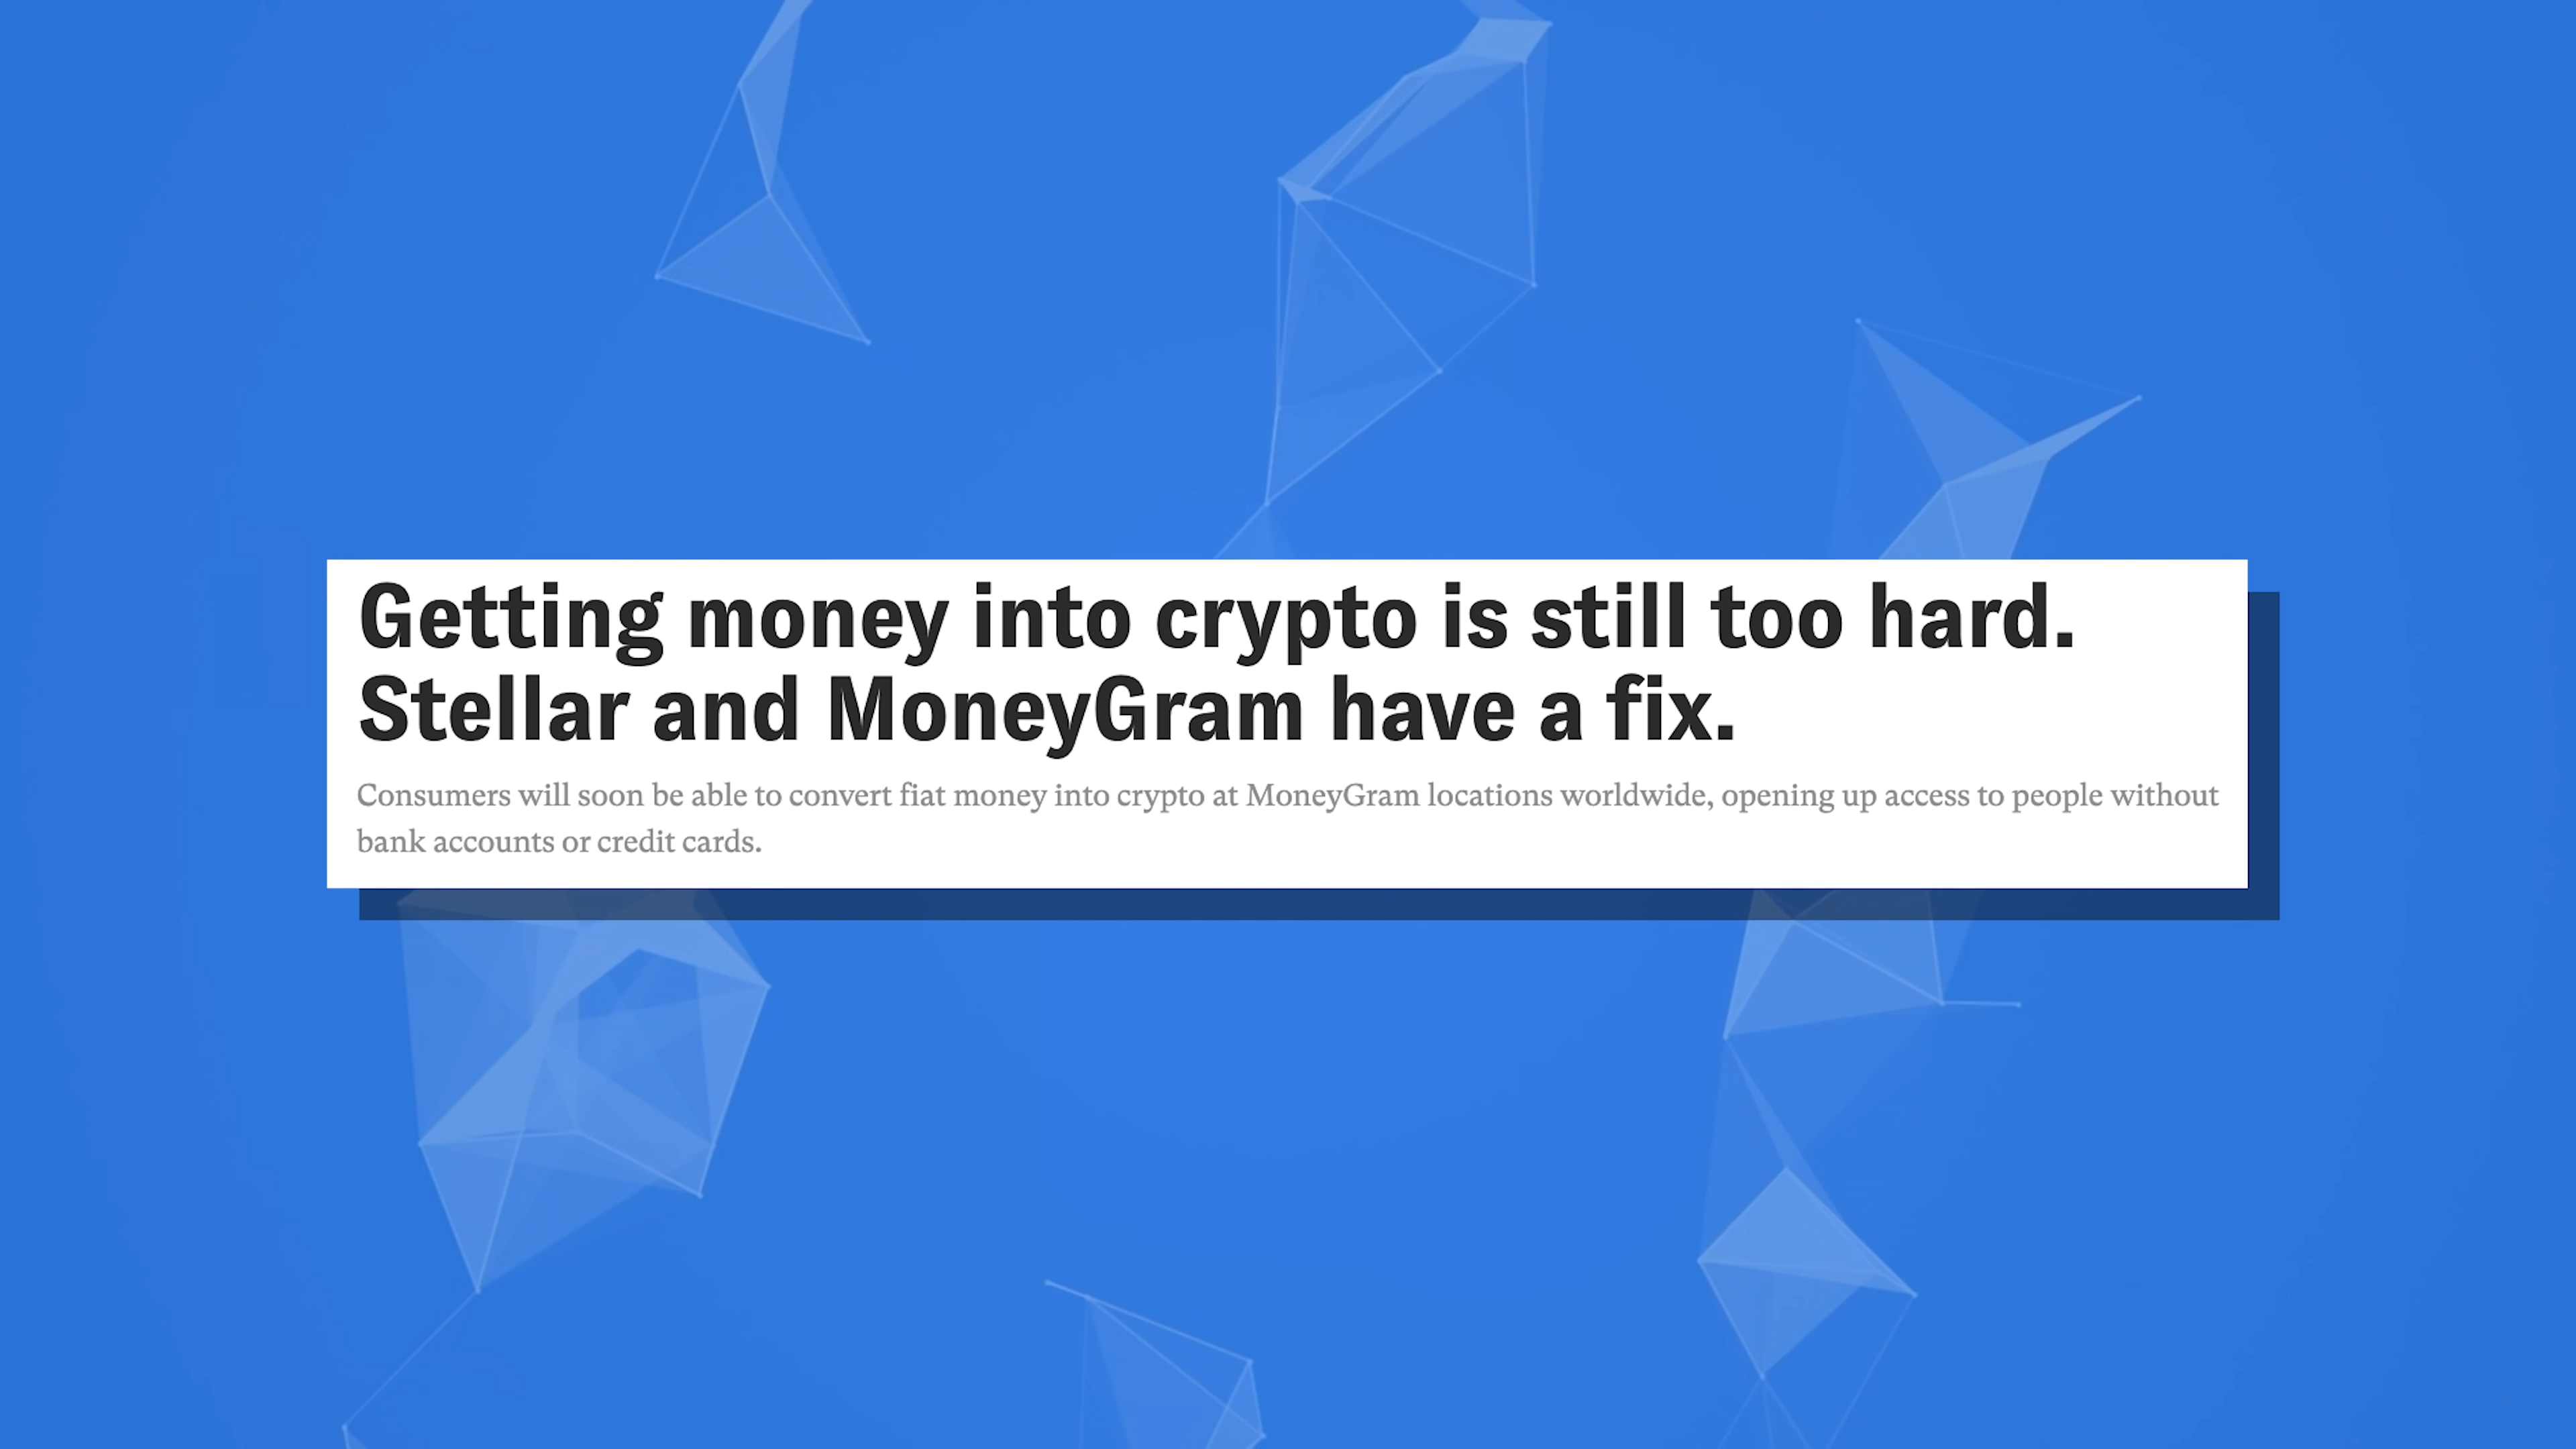 Getting money into crypto is still too hard.
Stellar and MoneyGram have a fix.
Consumers will soon be able to convert fiat money into crypto at MoneyGram locations worldwide, opening up access to people without
bank accounts or credit cards.